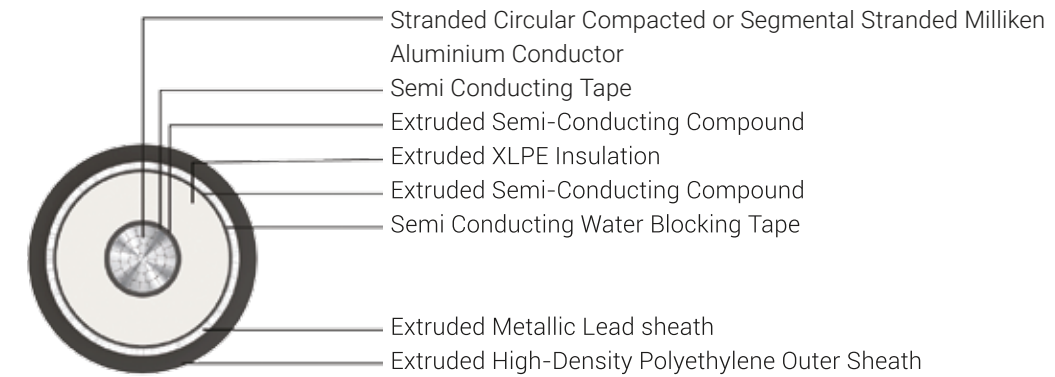 Stranded Circular Compacted or Segmental Stranded Milliken
Aluminium Conductor
Semi Conducting Tape
Extruded Semi-Conducting Compound
Extruded XLPE Insulation
Extruded Semi-Conducting Compound
Semi Conducting Water Blocking Tape
Extruded Metallic Lead sheath
Extruded High-Density Polyethylene Outer Sheath